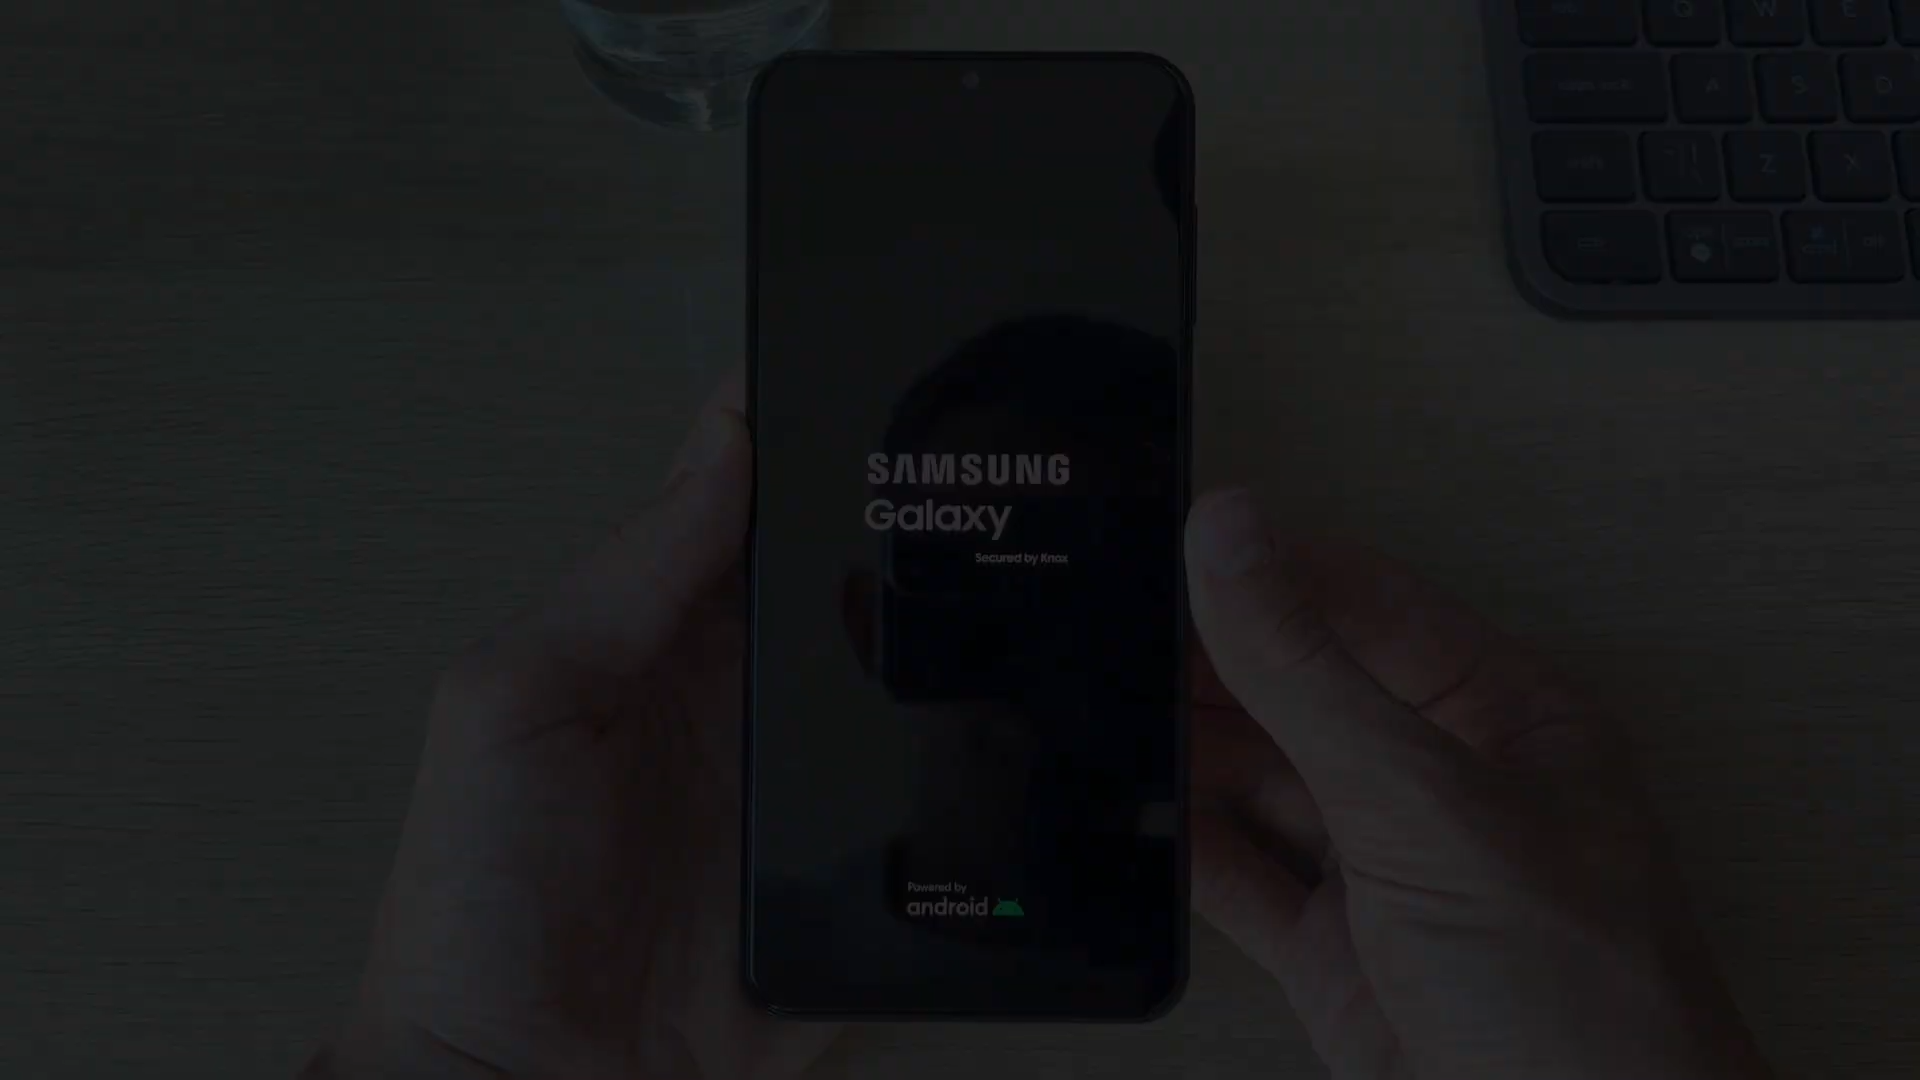 SAMSUNG
Galaxy
Secured by Knox
Powered by
android
Q W E
A S D
Z X